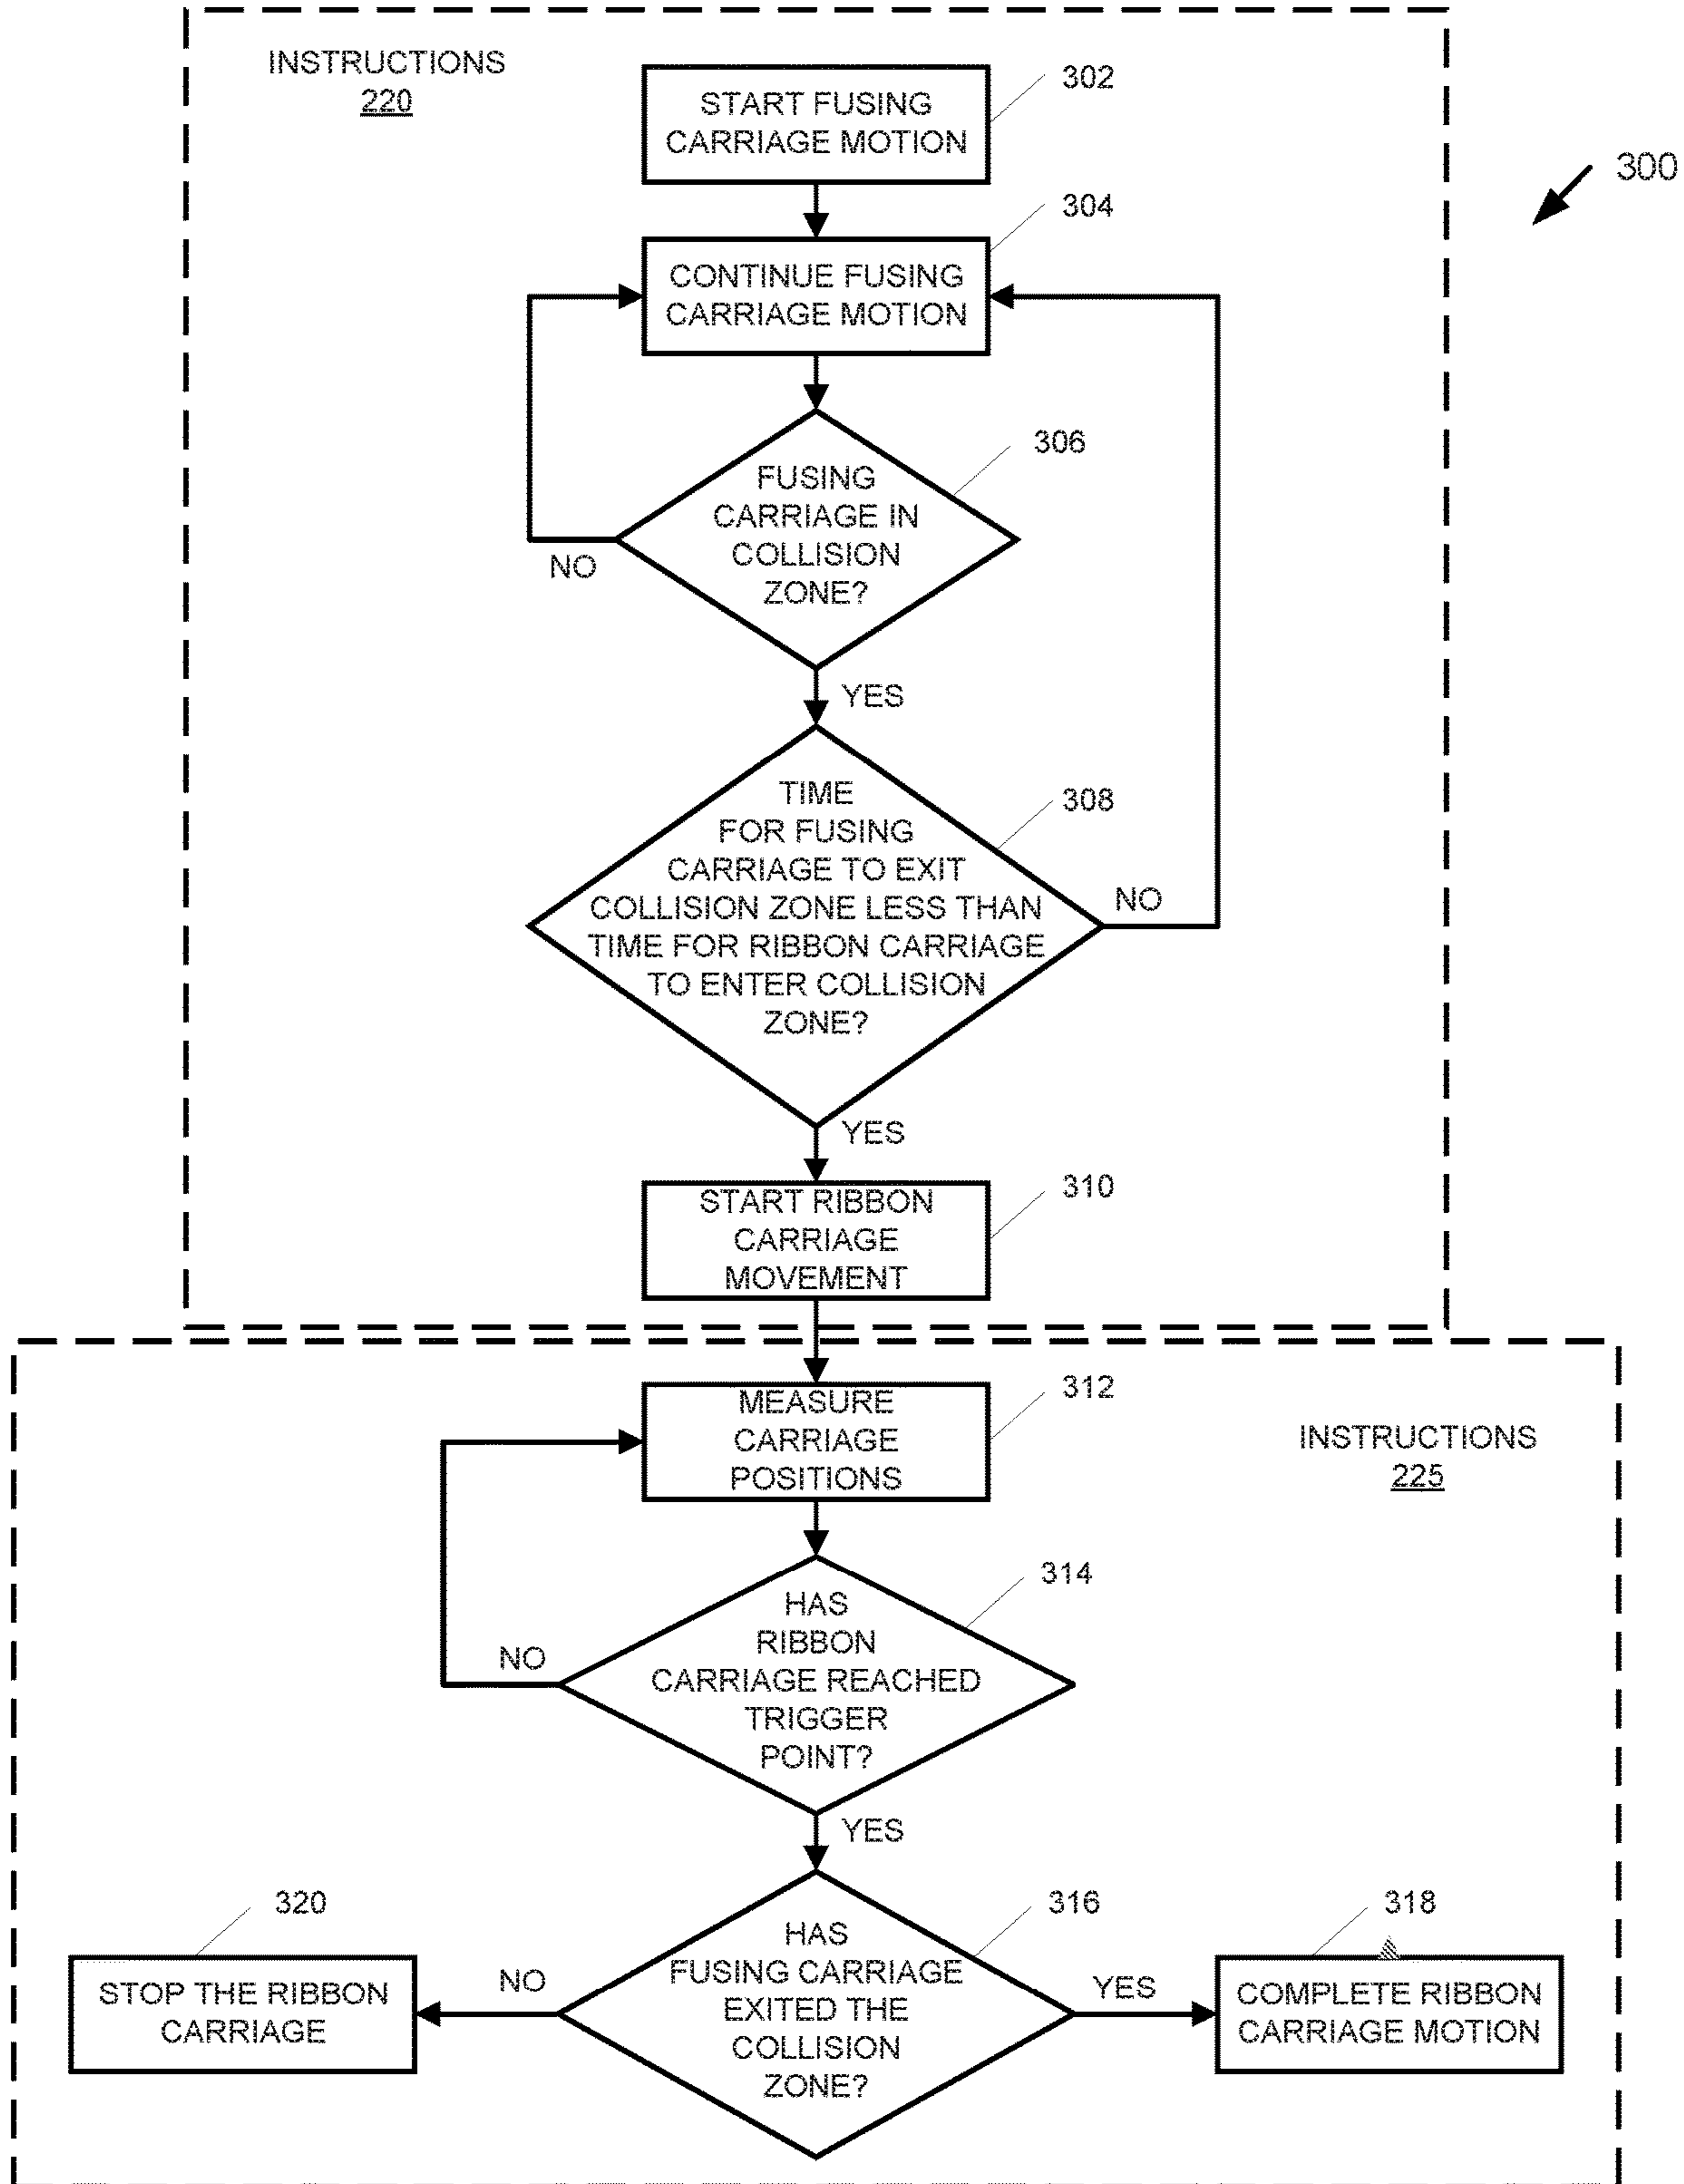 INSTRUCTIONS
220
START FUSING
CARRIAGE MOTION
302
300
CONTINUE FUSING
CARRIAGE MOTION
304
FUSING
CARRIAGE IN
COLLISION
ZONE?
306
NO
YES
TIME
FOR FUSING
CARRIAGE TO EXIT
COLLISION ZONE LESS THAN
TIME FOR RIBBON CARRIAGE
TO ENTER COLLISION
ZONE?
308
NO
YES
START RIBBON
CARRIAGE
MOVEMENT
310
MEASURE
CARRIAGE
POSITIONS
312
INSTRUCTIONS
225
HAS
RIBBON
CARRIAGE REACHED
TRIGGER
POINT?
314
NO
YES
HAS
FUSING CARRIAGE
EXITED THE
COLLISION
ZONE?
316
NO
YES
320
STOP THE RIBBON
CARRIAGE
318
COMPLETE RIBBON
CARRIAGE MOTION